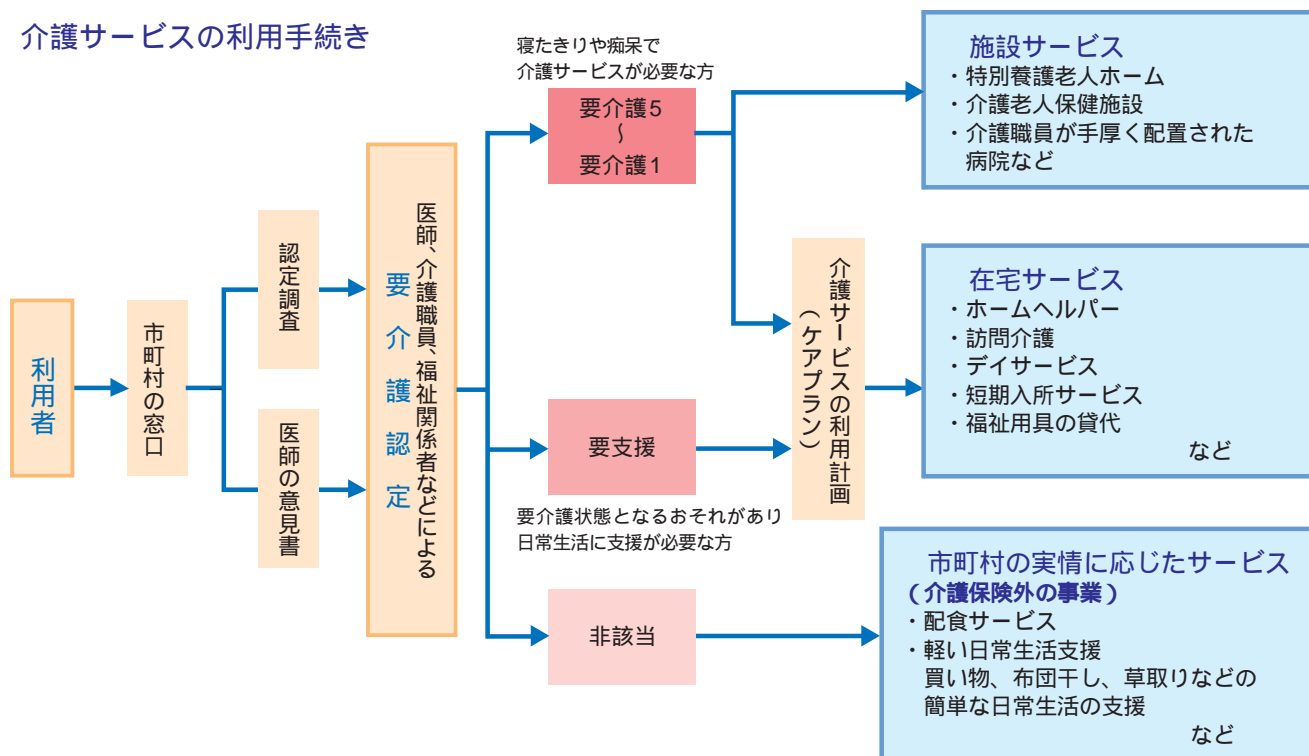 介護サービスの利用手続き
利用者
市町村の窓口
認定調査
医師の意見書
医師、介護職員、福祉関係者などによる
要介護認定
寝たきりや痴呆で
介護サービスが必要な方
要介護5
～
要介護1
要支援
要介護状態となるおそれがあり
日常生活に支援が必要な方
非該当
介護サービスの利用計画
(ケアプラン)
施設サービス
・特別養護老人ホーム
・介護老人保健施設
・介護職員が手厚く配置された
病院など
在宅サービス
・ホームヘルパー
・訪問介護
・デイサービス
・短期入所サービス
・福祉用具の貸代
など
市町村の実情に応じたサービス
(介護保険外の事業)
・配食サービス
・軽い日常生活支援
買い物、布団干し、草取りなどの
簡単な日常生活の支援
など